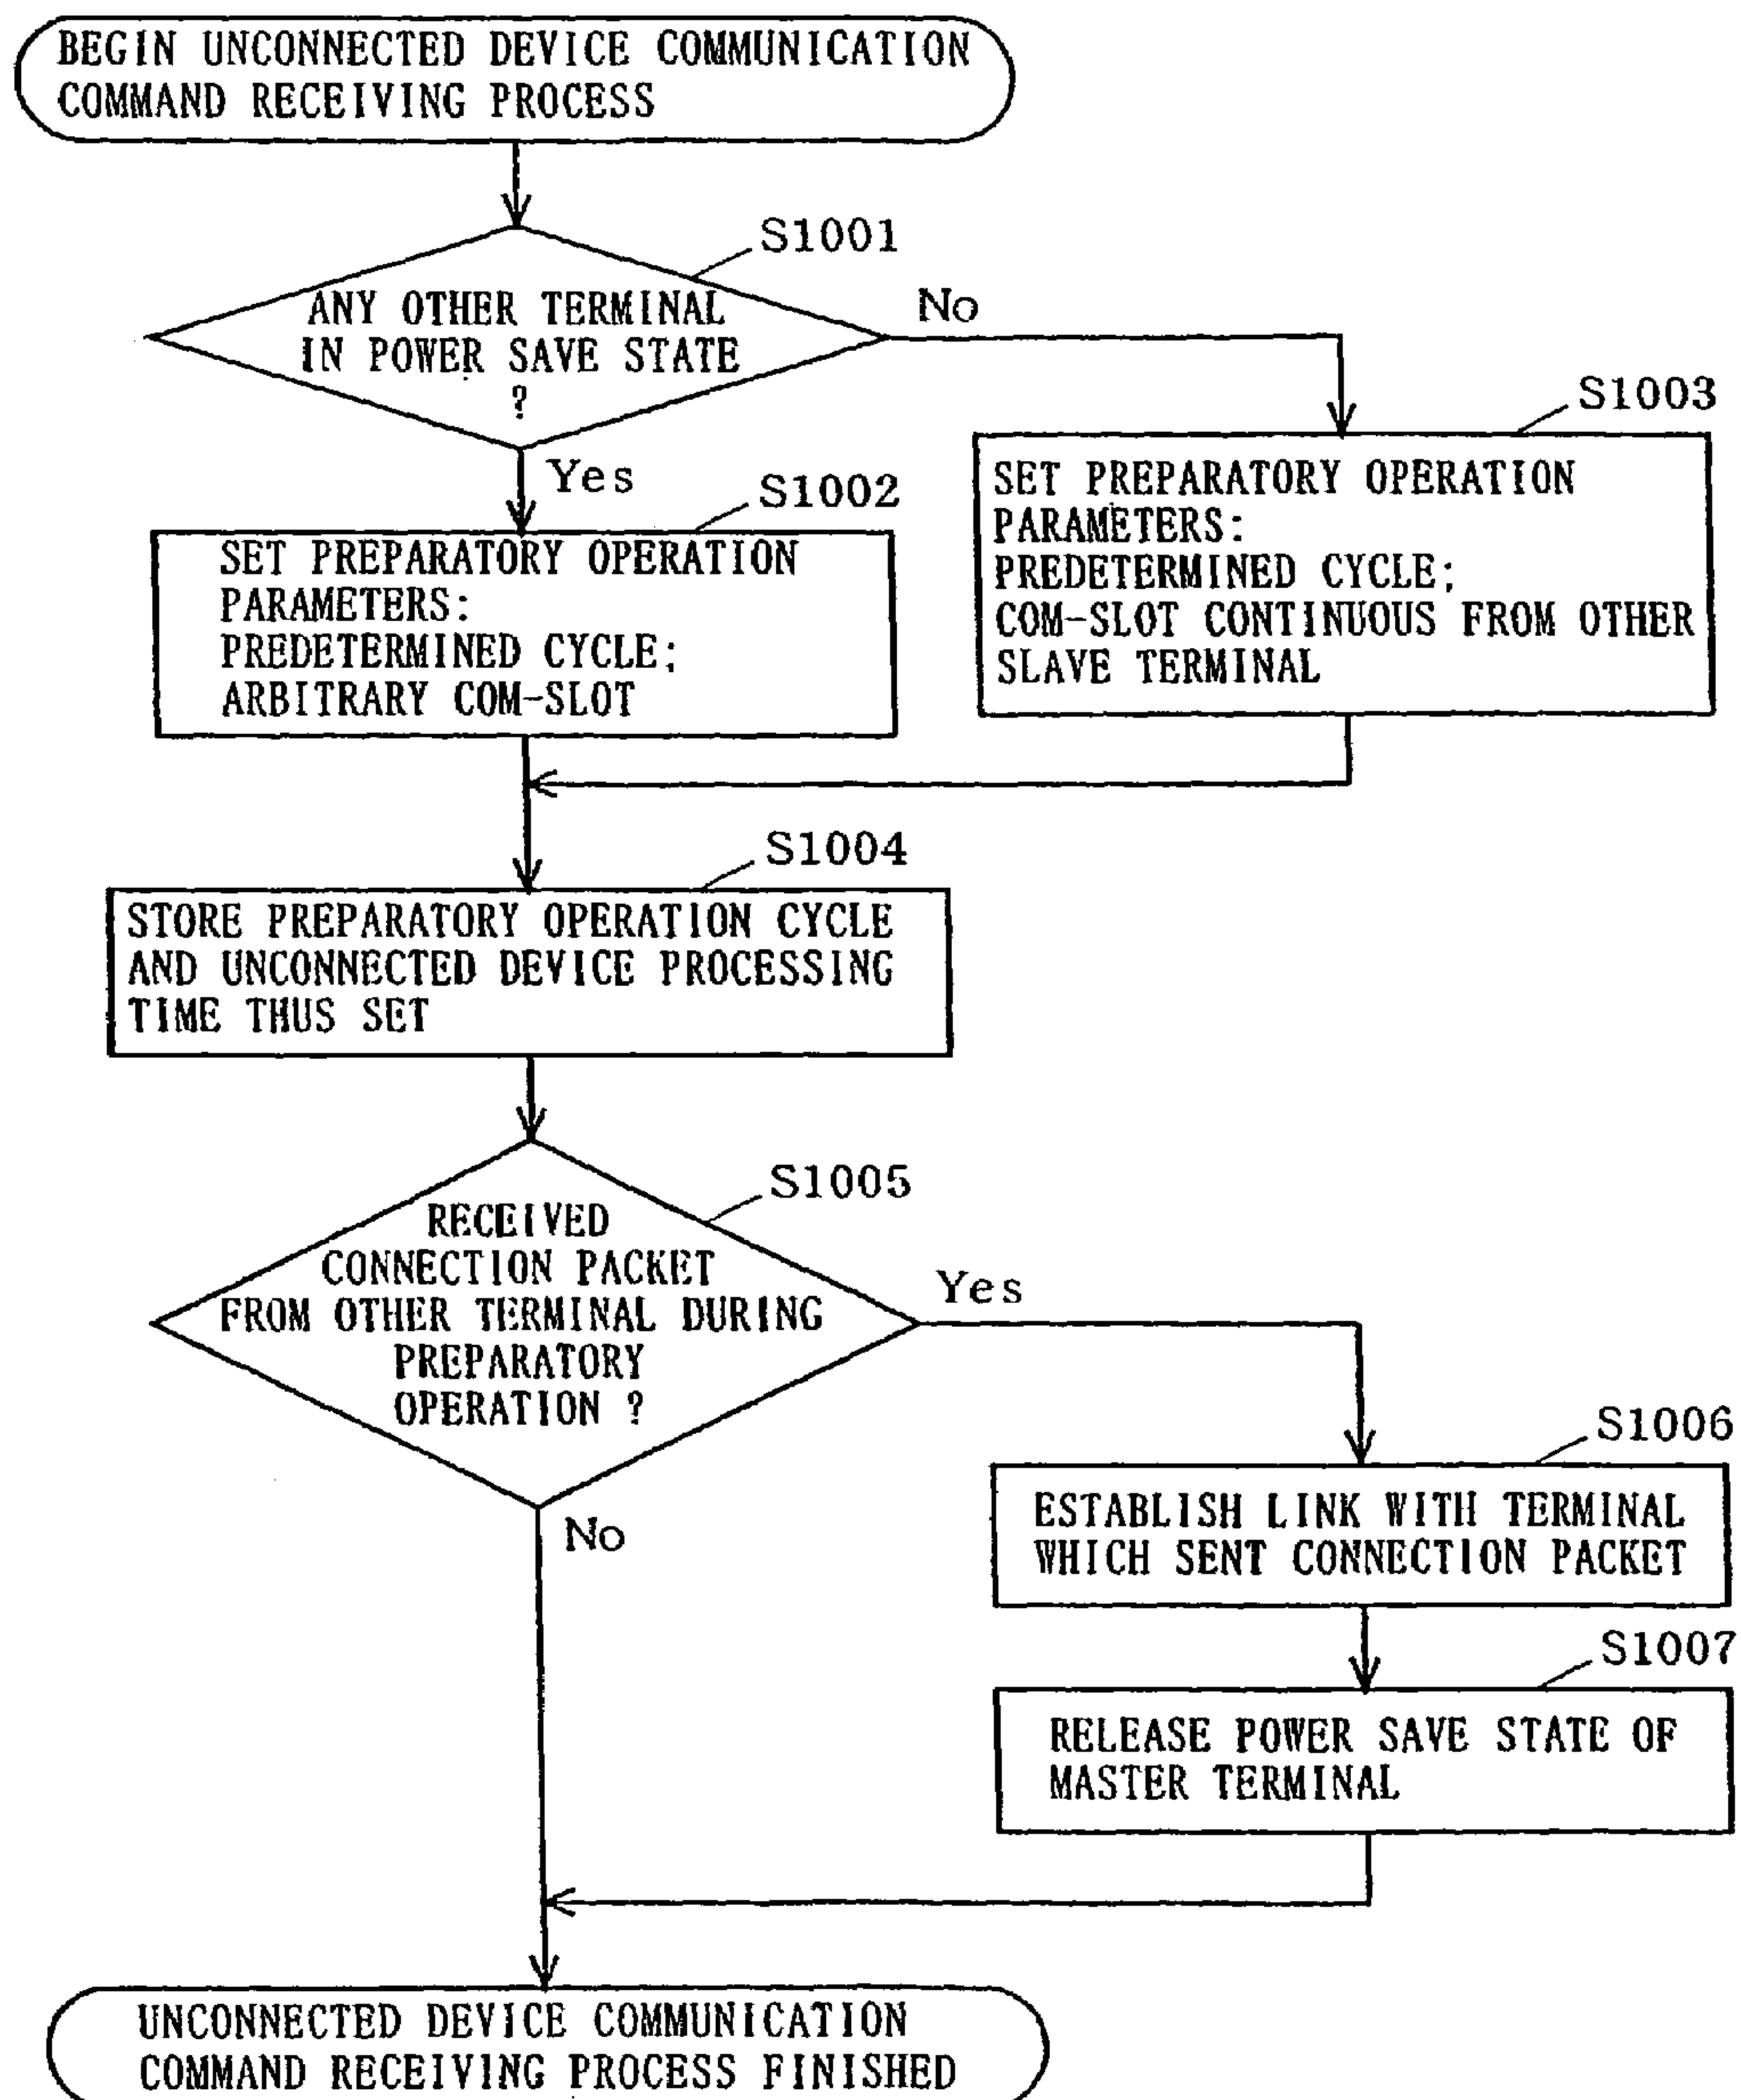 BEGIN UNCONNECTED DEVICE COMMUNICATION
COMMAND RECEIVING PROCESS
S1001
ANY OTHER TERMINAL
IN POWER SAVE STATE
?
No
Yes
S1003
SET PREPARATORY OPERATION
PARAMETERS:
PREDETERMINED CYCLE;
COM-SLOT CONTINUOUS FROM OTHER
SLAVE TERMINAL
S1002
SET PREPARATORY OPERATION
PARAMETERS:
PREDETERMINED CYCLE;
ARBITRARY COM-SLOT
S1004
STORE PREPARATORY OPERATION CYCLE
AND UNCONNECTED DEVICE PROCESSING
TIME THUS SET
S1005
RECEIVED
CONNECTION PACKET
FROM OTHER TERMINAL DURING
PREPARATORY
OPERATION ?
Yes
No
S1006
ESTABLISH LINK WITH TERMINAL
WHICH SENT CONNECTION PACKET
S1007
RELEASE POWER SAVE STATE OF
MASTER TERMINAL
UNCONNECTED DEVICE COMMUNICATION
COMMAND RECEIVING PROCESS FINISHED